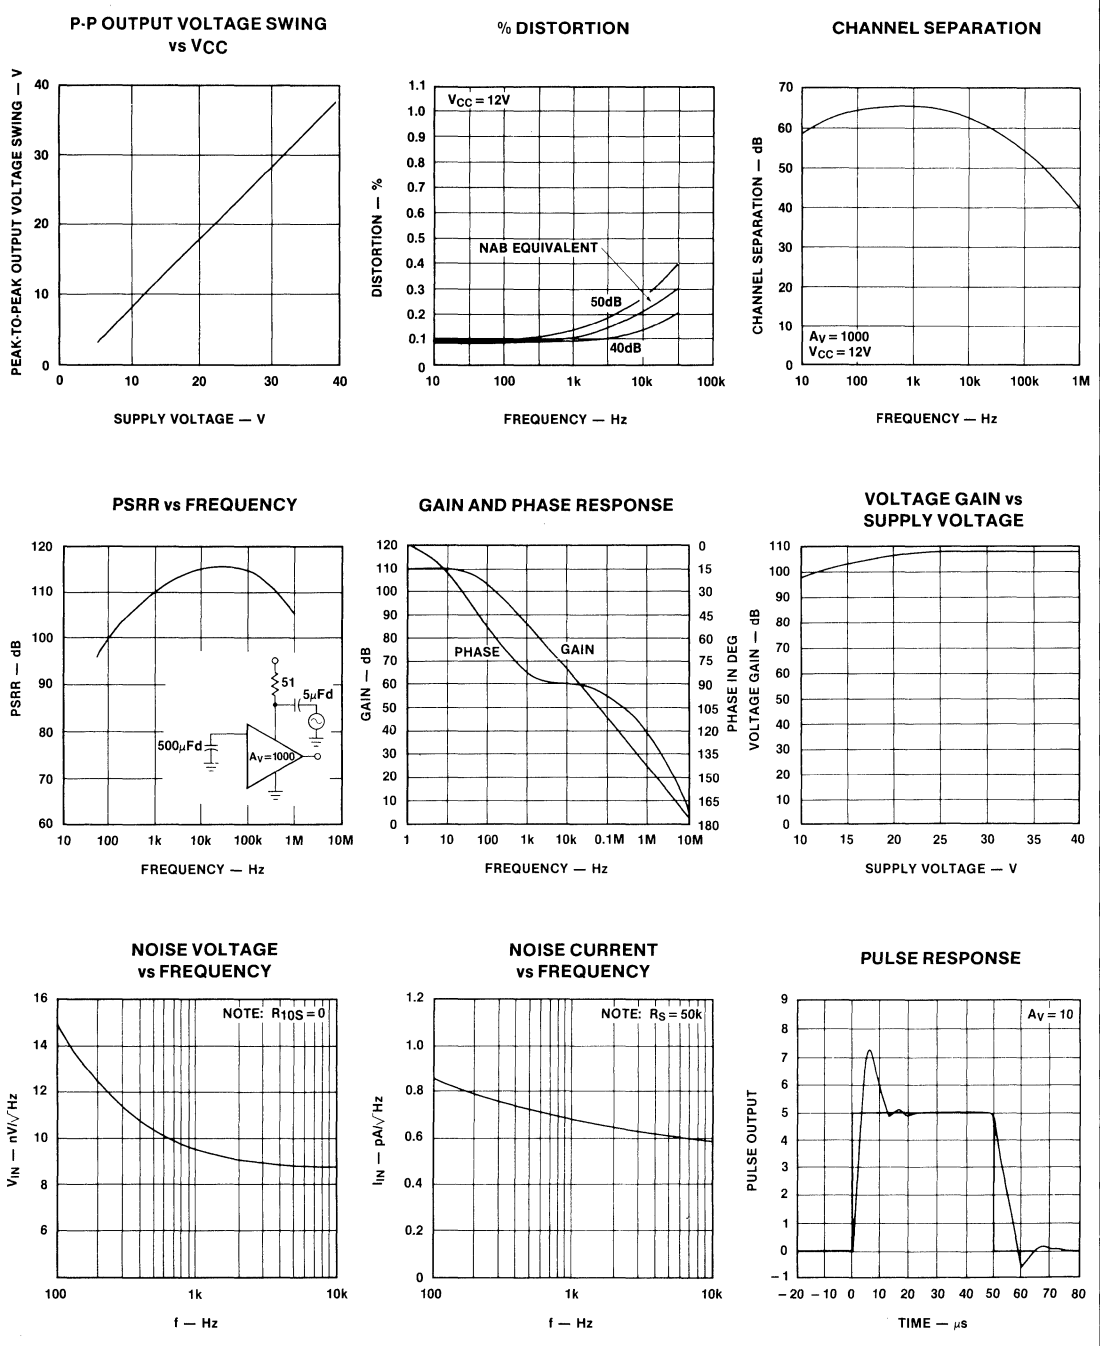 P-P OUTPUT VOLTAGE SWING
vs VCC
PEAK-TO-PEAK OUTPUT VOLTAGE SWING — V
40
30
20
10
0
0 10 20 30 40
SUPPLY VOLTAGE — V
% DISTORTION
VCC = 12V
DISTORTION — %
1.1
1.0
0.9
0.8
0.7
0.6
0.5
0.4
0.3
0.2
0.1
0
NAB EQUIVALENT
50dB
40dB
10 100 1k 10k 100k
FREQUENCY — Hz
CHANNEL SEPARATION
CHANNEL SEPARATION — dB
70
60
50
40
30
20
10
0
AV = 1000
VCC = 12V
10 100 1k 10k 100k 1M
FREQUENCY — Hz
PSRR vs FREQUENCY
PSRR — dB
120
110
100
90
80
70
60
51
5μFd
500μFd
AV = 1000
10 100 1k 10k 100k 1M 10M
FREQUENCY — Hz
GAIN AND PHASE RESPONSE
GAIN — dB
120
110
100
90
80
70
60
50
40
30
20
10
0
PHASE
GAIN
0
15
30
45
60
75
90
105
120
135
150
165
180
PHASE IN DEG
1 10 100 1k 10k 0.1M 1M 10M
FREQUENCY — Hz
VOLTAGE GAIN vs
SUPPLY VOLTAGE
VOLTAGE GAIN — dB
110
100
90
80
70
60
50
40
30
20
10
0
10 15 20 25 30 35 40
SUPPLY VOLTAGE — V
NOISE VOLTAGE
vs FREQUENCY
VIN — nV/√Hz
16
14
12
10
8
6
NOTE: R10S = 0
100 1k 10k
f — Hz
NOISE CURRENT
vs FREQUENCY
IIN — pA/√Hz
1.2
1.0
0.8
0.6
0.4
0.2
0
NOTE: RS = 50k
100 1k 10k
f — Hz
PULSE RESPONSE
PULSE OUTPUT
9
8
7
6
5
4
3
2
1
0
−1
AV = 10
−20 −10 0 10 20 30 40 50 60 70 80
TIME — μs